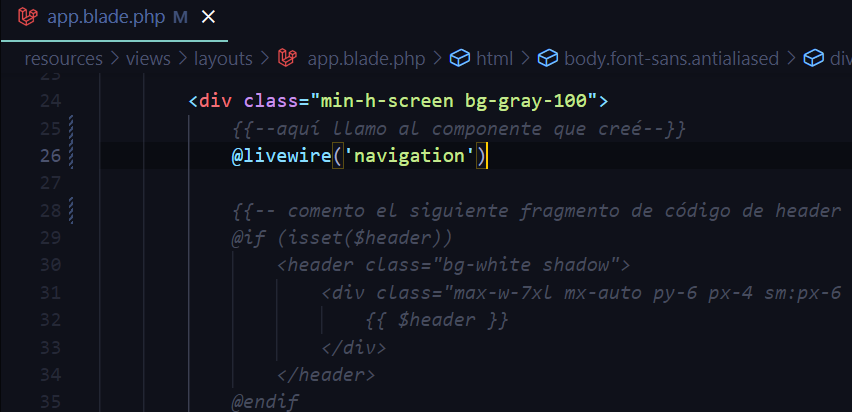 app.blade.php M ×
resources > views > layouts > app.blade.php > html > body.font-sans.antialiased > div
23
24 <div class="min-h-screen bg-gray-100">
25 {{--aquí llamo al componente que creé--}}
26 @livewire('navigation')
27
28 {{-- comento el siguiente fragmento de código de header
29 @if (isset($header))
30 <header class="bg-white shadow">
31 <div class="max-w-7xl mx-auto py-6 px-4 sm:px-6
32 {{ $header }}
33 </div>
34 </header>
35 @endif